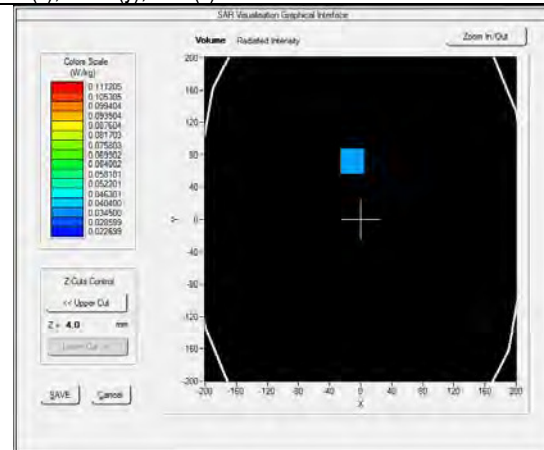 SAR Visualisation Graphical Interface
Volume Radiated Intensity
Zoom In/Out
Colors Scale
(W/kg)
0.111205
0.105305
0.099404
0.093504
0.087604
0.081703
0.075803
0.069902
0.064002
0.058101
0.052201
0.046301
0.040400
0.034500
0.028599
0.022699
200
160
120
80
40
0
-40
-80
-120
-160
-200
Y
-200 -160 -120 -80 -40 0 40 80 120 160 200
X
Z-Cuts Control
<< Upper Cut
Z = 4.0 mm
Lower Cut >>
SAVE Cancel